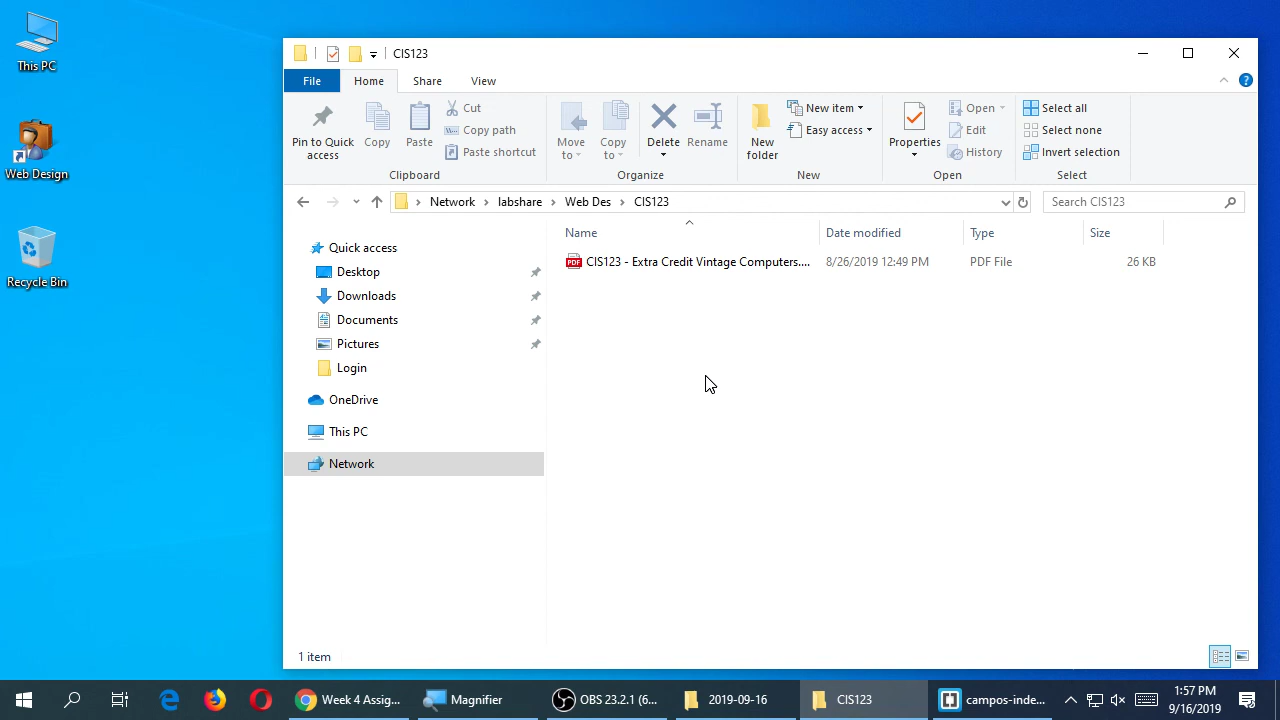 This PC
Web Design
Recycle Bin
CIS123
File
Home
Share
View
Pin to Quick access
Copy
Paste
Cut
Copy path
Paste shortcut
Clipboard
Move to
Copy to
Delete
Rename
Organize
New folder
New item
Easy access
New
Properties
Open
Edit
History
Open
Select all
Select none
Invert selection
Select
Network > labshare > Web Des > CIS123
Search CIS123
Name
Date modified
Type
Size
Quick access
Desktop
Downloads
Documents
Pictures
Login
OneDrive
This PC
Network
PDF
CIS123 - Extra Credit Vintage Computers....
8/26/2019 12:49 PM
PDF File
26 KB
1 item
Week 4 Assig...
Magnifier
OBS 23.2.1 (6...
2019-09-16
CIS123
campos-inde...
1:57 PM
9/16/2019